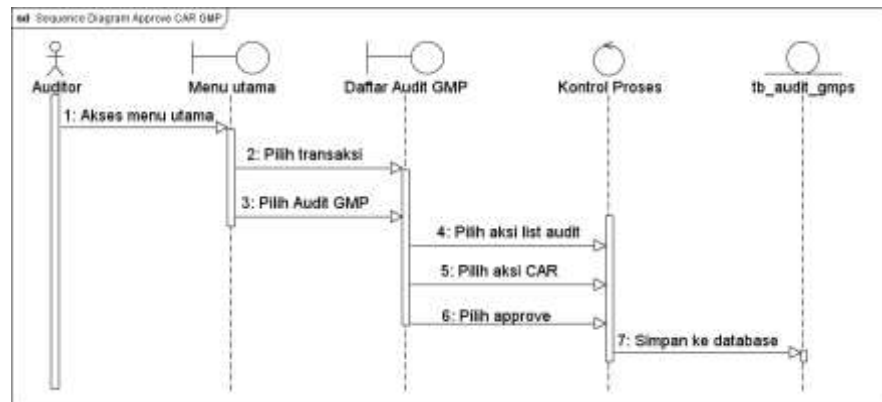 sd Sequence Diagram Approve CAR GMP
Auditor
Menu utama
Daftar Audit GMP
Kontrol Proses
tb_audit_gmps
1: Akses menu utama
2: Pilih transaksi
3: Pilih Audit GMP
4: Pilih aksi list audit
5: Pilih aksi CAR
6: Pilih approve
7: Simpan ke database